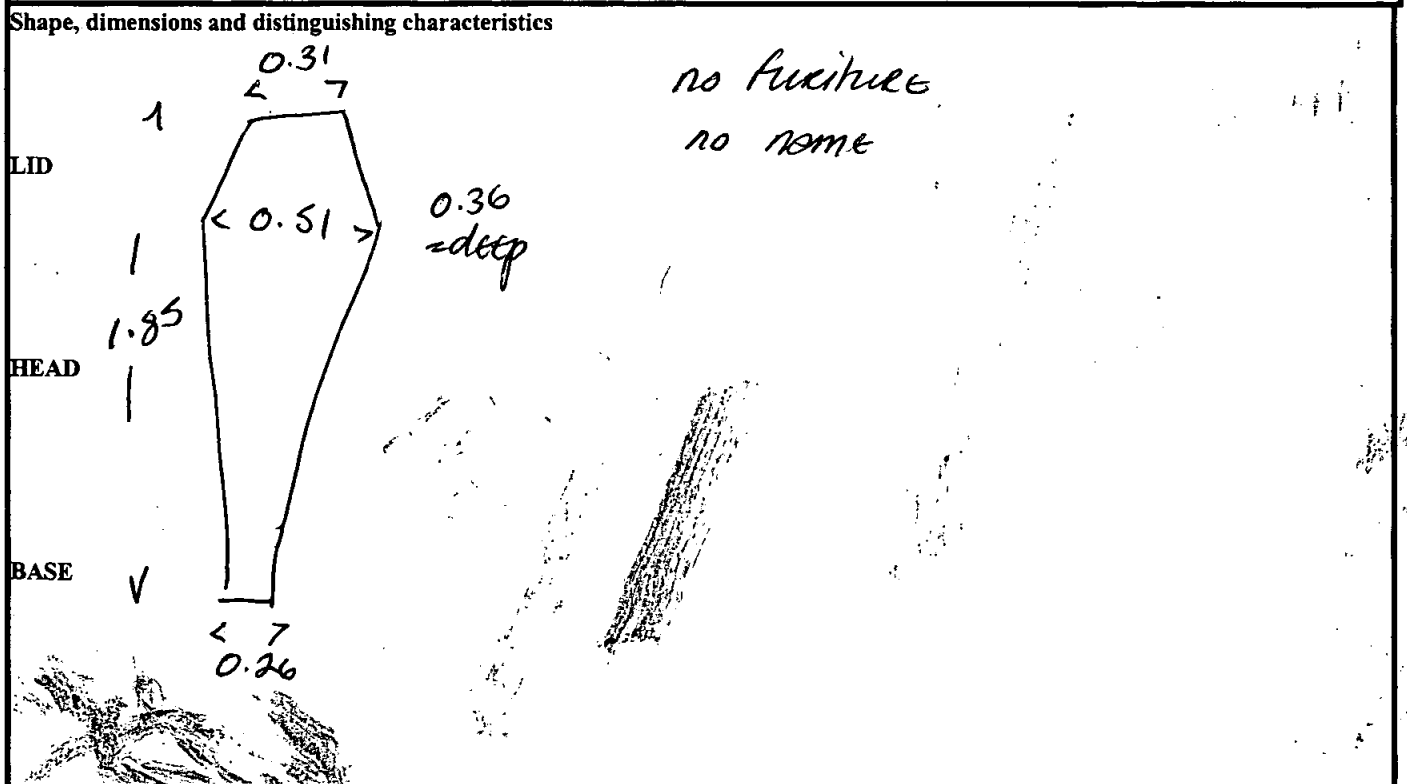 Shape, dimensions and distinguishing characteristics
0.31
< >
no furiture
no name
LID
< 0.51 >
0.36
=deep
1.85
HEAD
BASE
< >
0.26